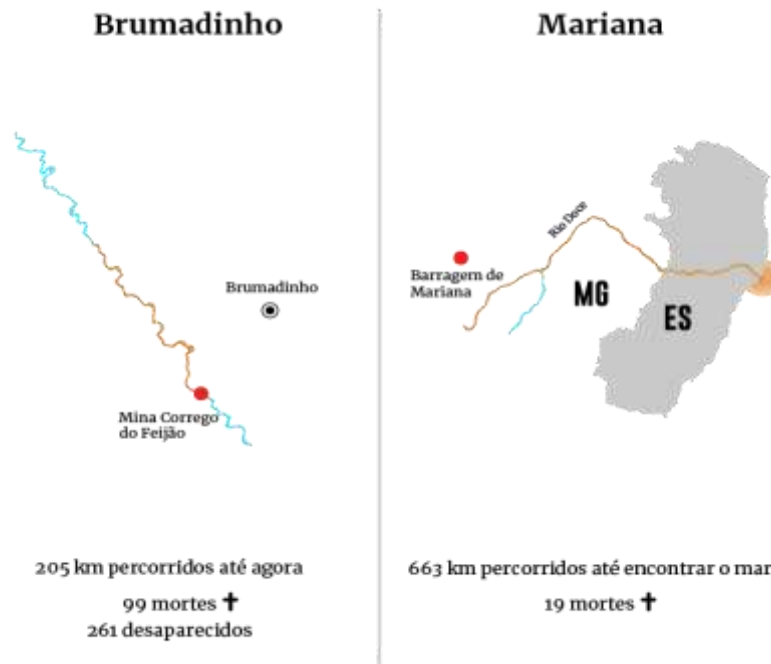 Brumadinho
Brumadinho
Mina Corrego
do Feijão
205 km percorridos até agora
99 mortes ✝
261 desaparecidos
Mariana
Rio Doce
Barragem de
Mariana
MG
ES
663 km percorridos até encontrar o mar
19 mortes ✝